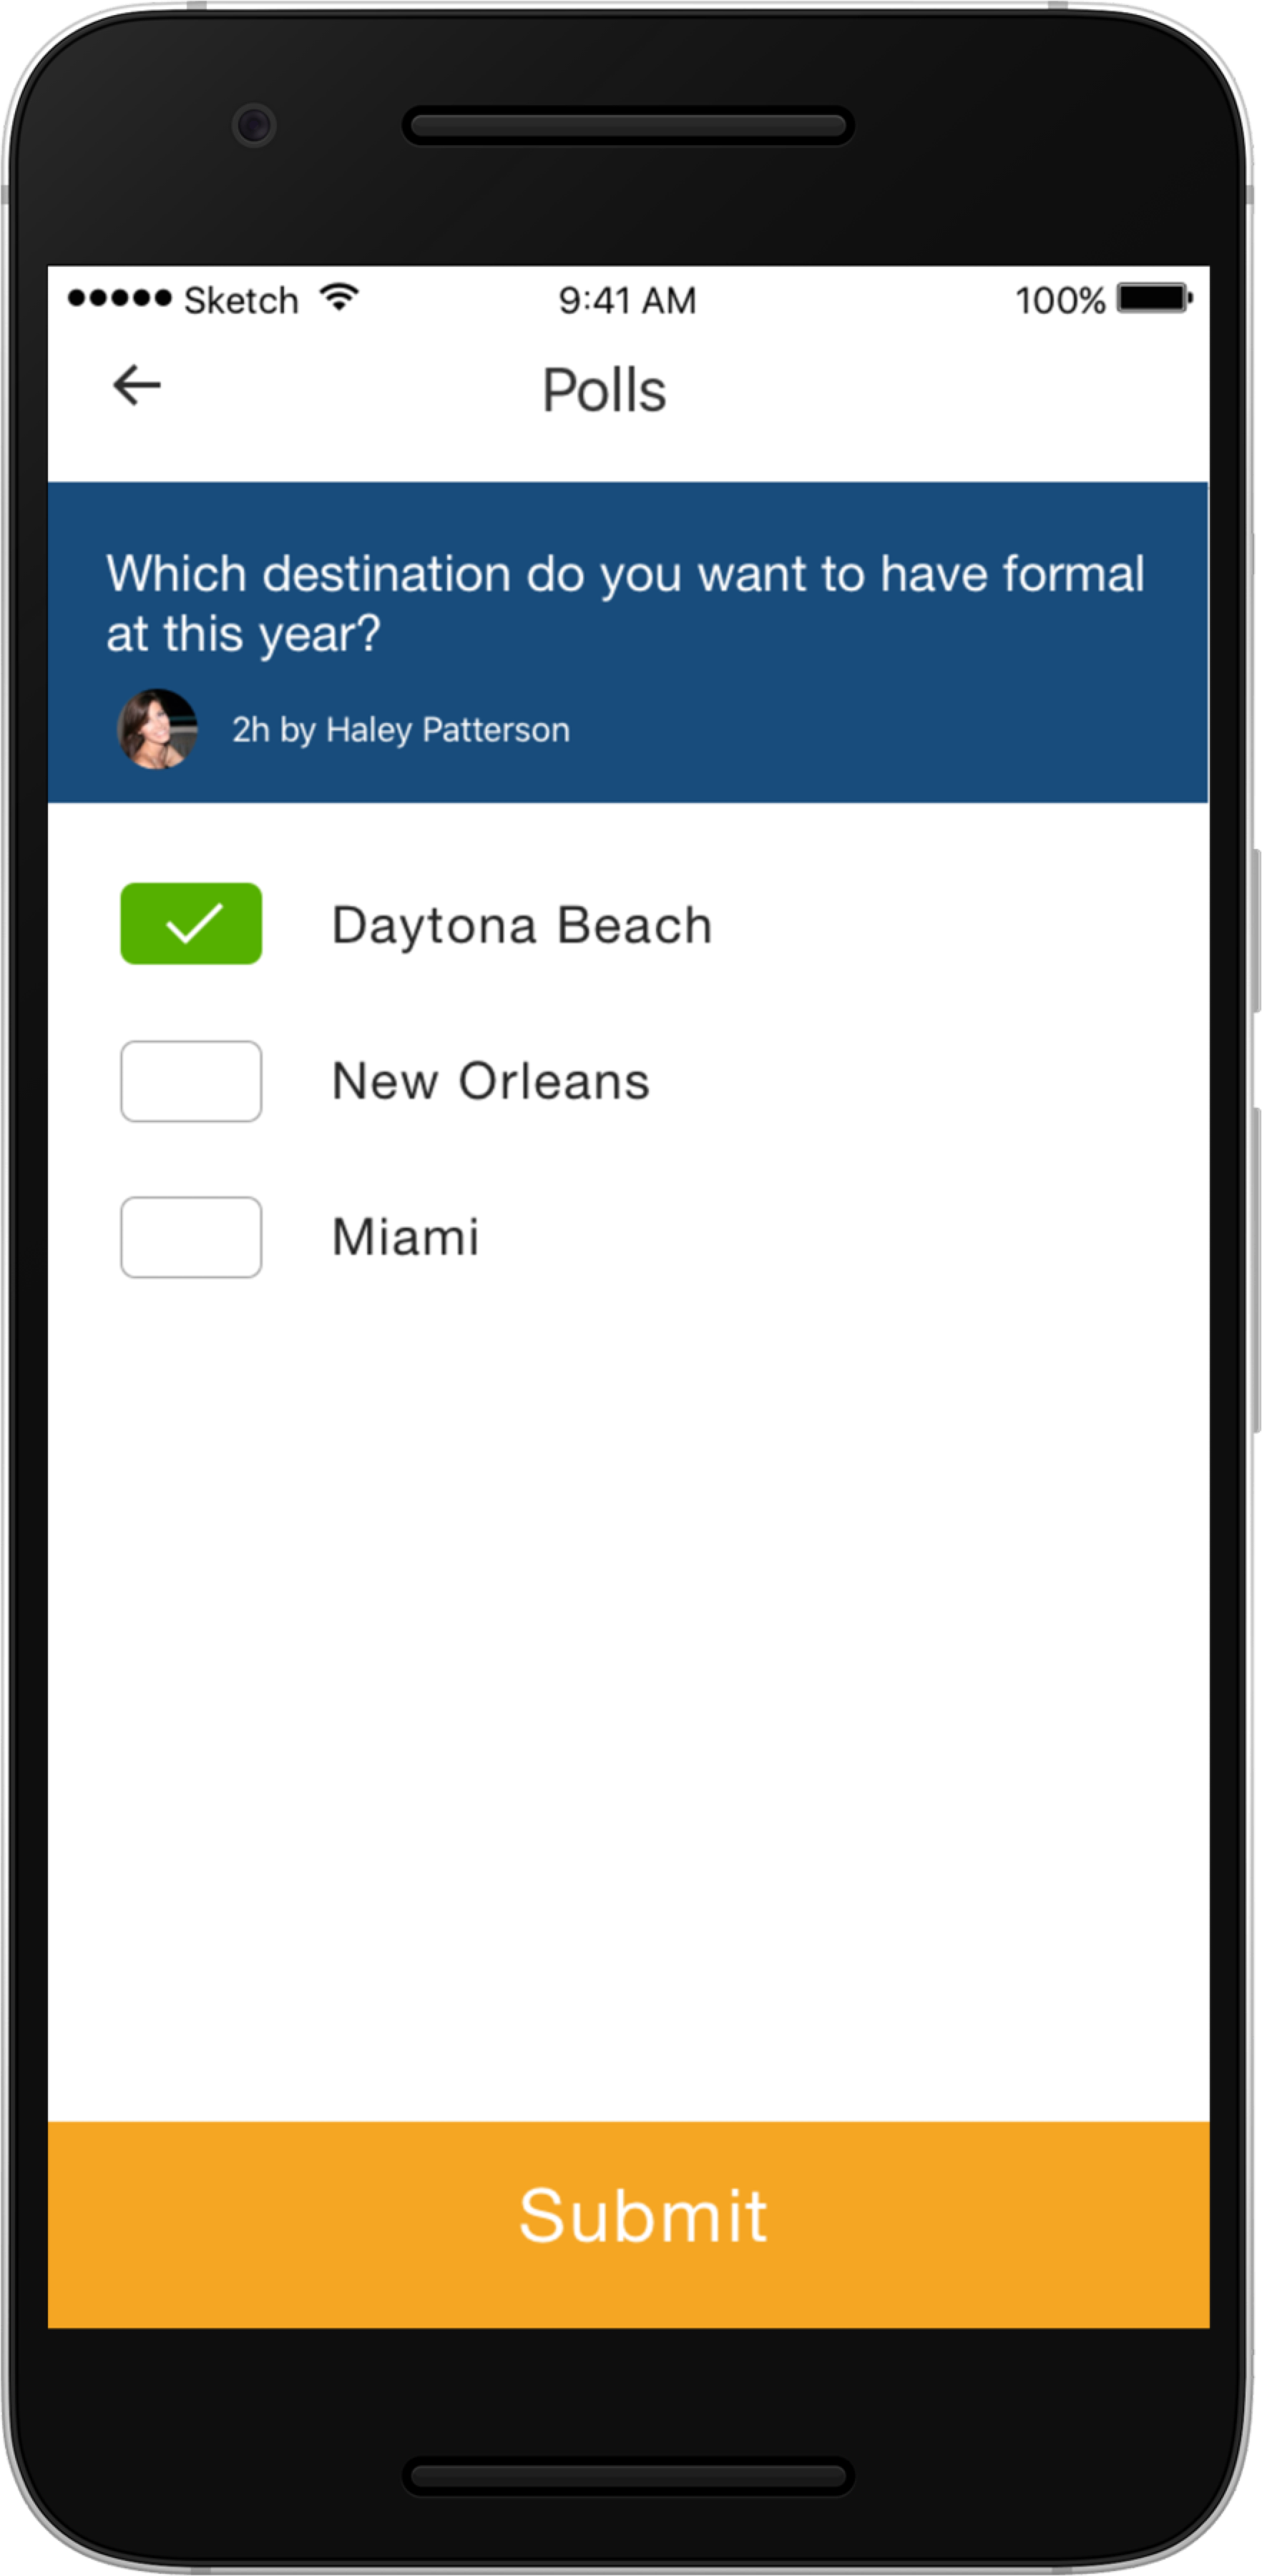 Sketch 9:41 AM 100%
Polls
Which destination do you want to have formal
at this year?
2h by Haley Patterson
Daytona Beach
New Orleans
Miami
Submit